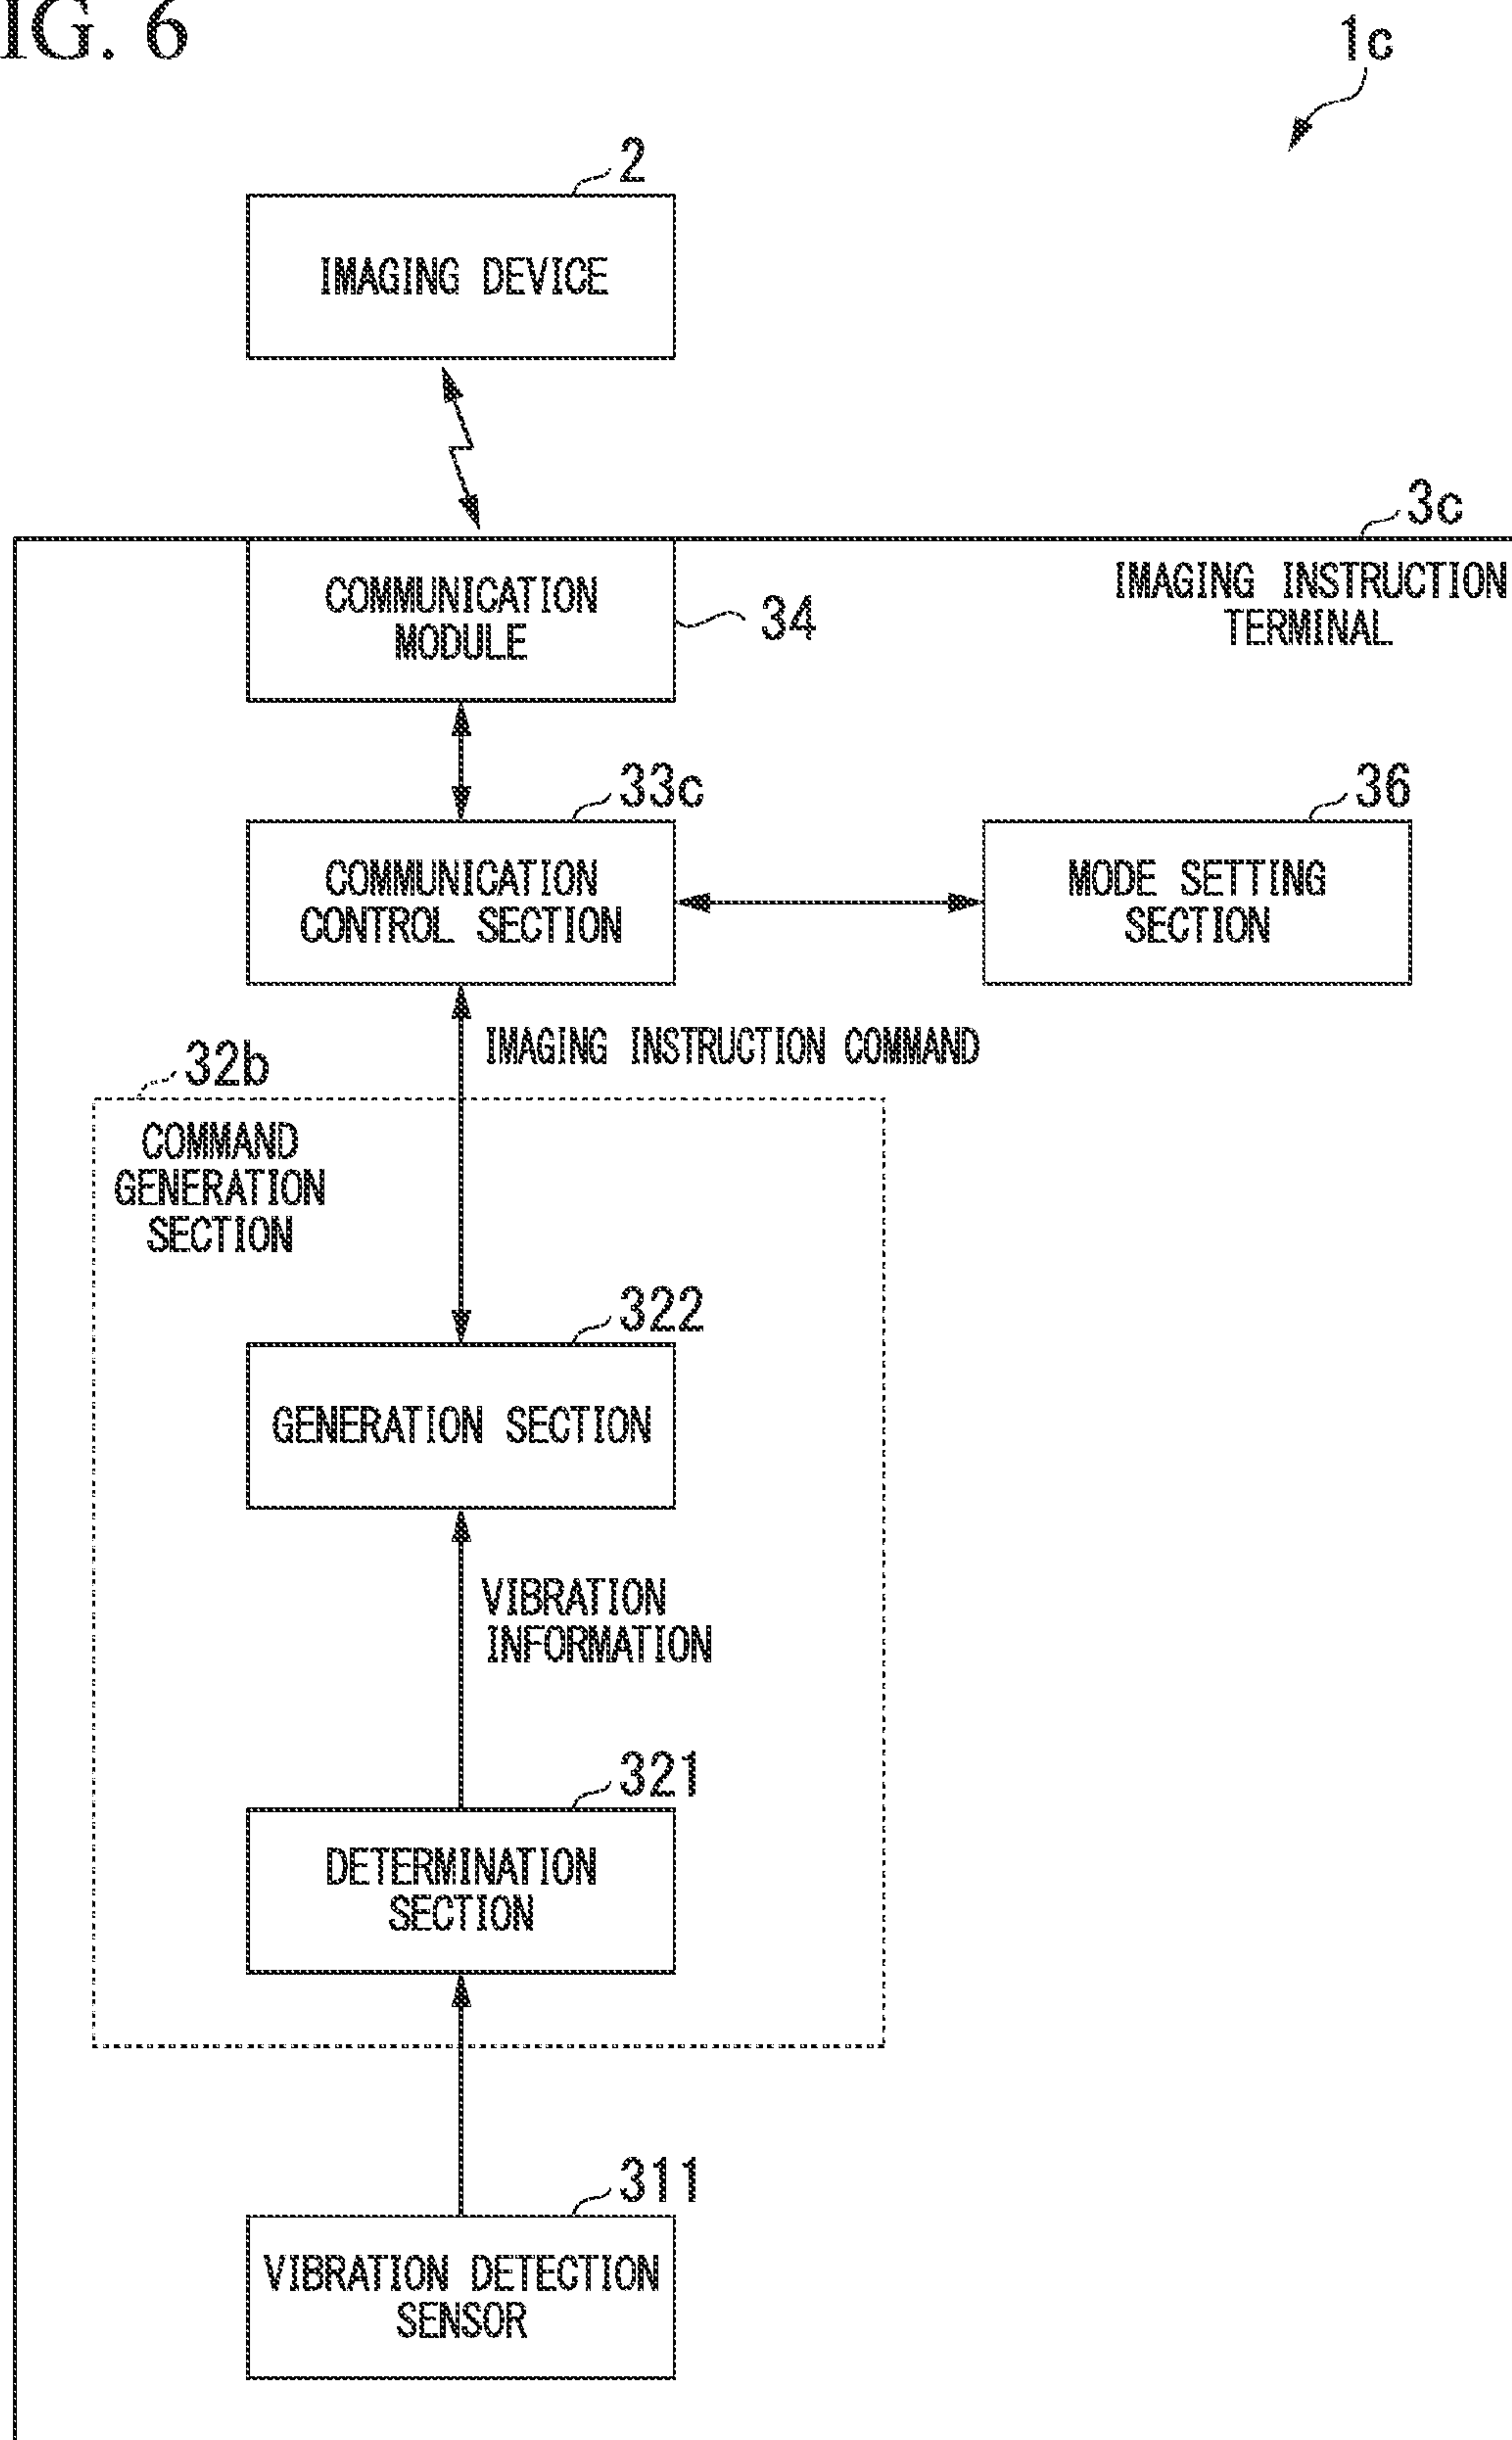 IG. 6
1c
2
IMAGING DEVICE
3c
IMAGING INSTRUCTION
TERMINAL
COMMUNICATION
MODULE
34
33c
COMMUNICATION
CONTROL SECTION
36
MODE SETTING
SECTION
IMAGING INSTRUCTION COMMAND
32b
COMMAND
GENERATION
SECTION
322
GENERATION SECTION
VIBRATION
INFORMATION
321
DETERMINATION
SECTION
311
VIBRATION DETECTION
SENSOR